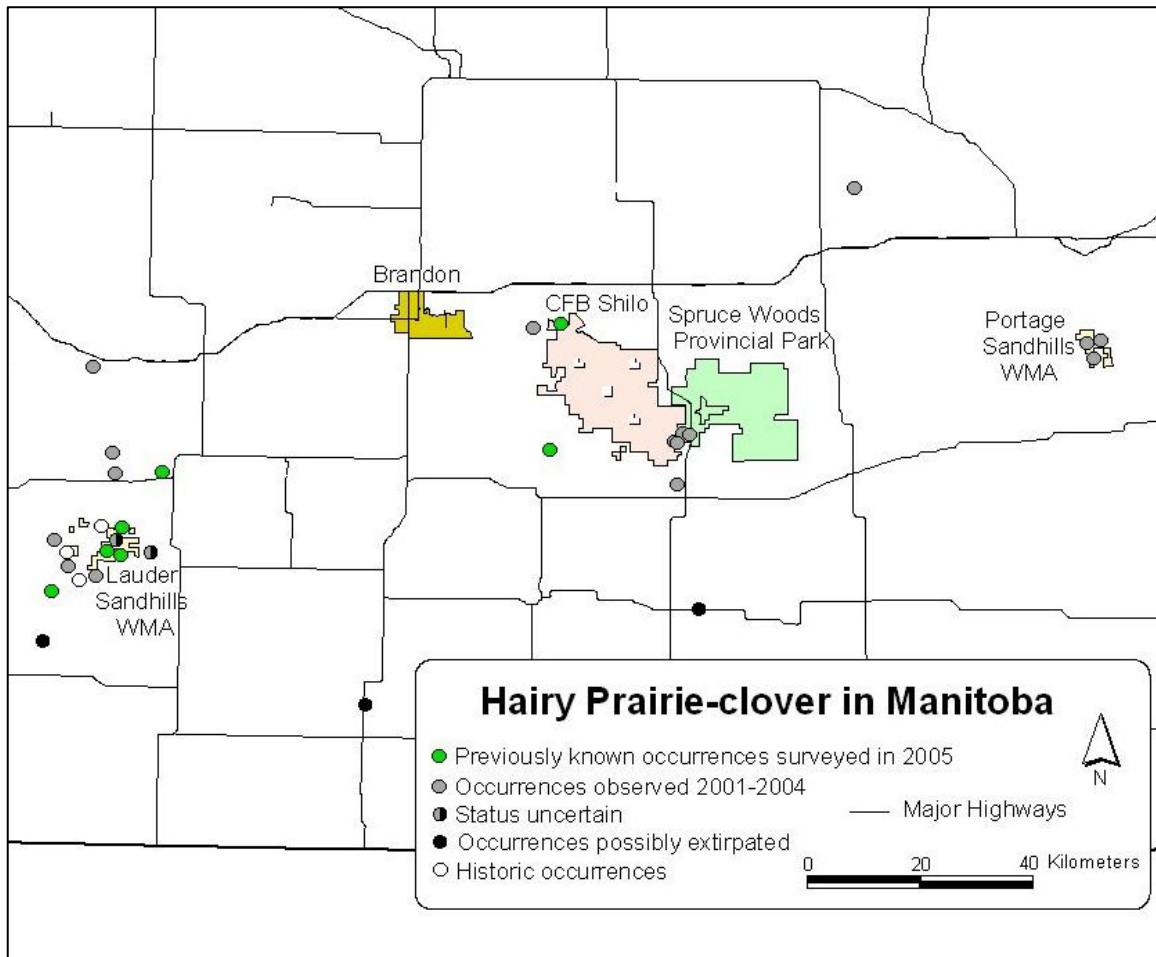 Brandon
CFB Shilo
Spruce Woods
Provincial Park
Portage
Sandhills
WMA
Lauder
Sandhills
WMA
Hairy Prairie-clover in Manitoba
Previously known occurrences surveyed in 2005
Occurrences observed 2001-2004
Status uncertain
Occurrences possibly extirpated
Historic occurrences
Major Highways
N
0 20 40 Kilometers